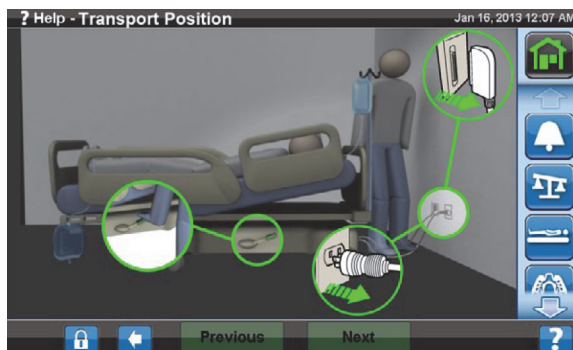 ? Help - Transport Position
Jan 16, 2013 12:07 AM
Previous
Next
?